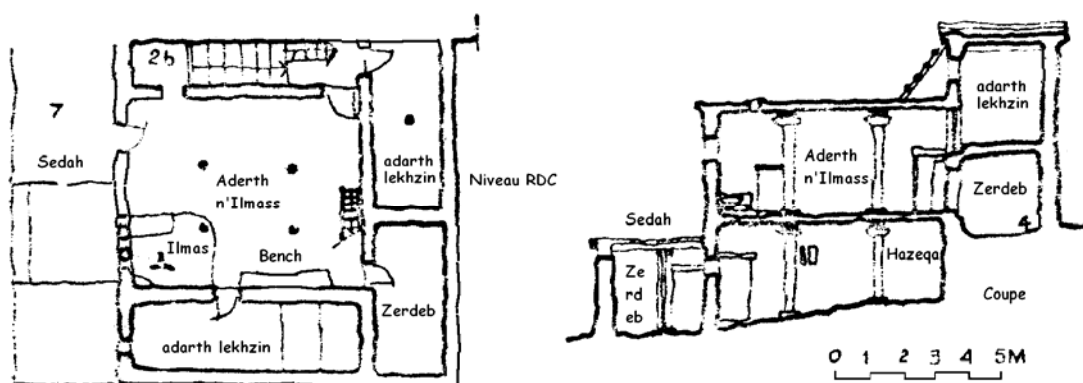 2b
7
Sedah
Aderth
n'Ilmass
adarth
lekhzin
Niveau RDC
Ilmas
Bench
Zerdeb
adarth lekhzin
adarth
lekhzin
Aderth
n'Ilmass
Zerdeb
4
Sedah
Ze
rd
eb
10
Hazeqa
Coupe
0 1 2 3 4 5M